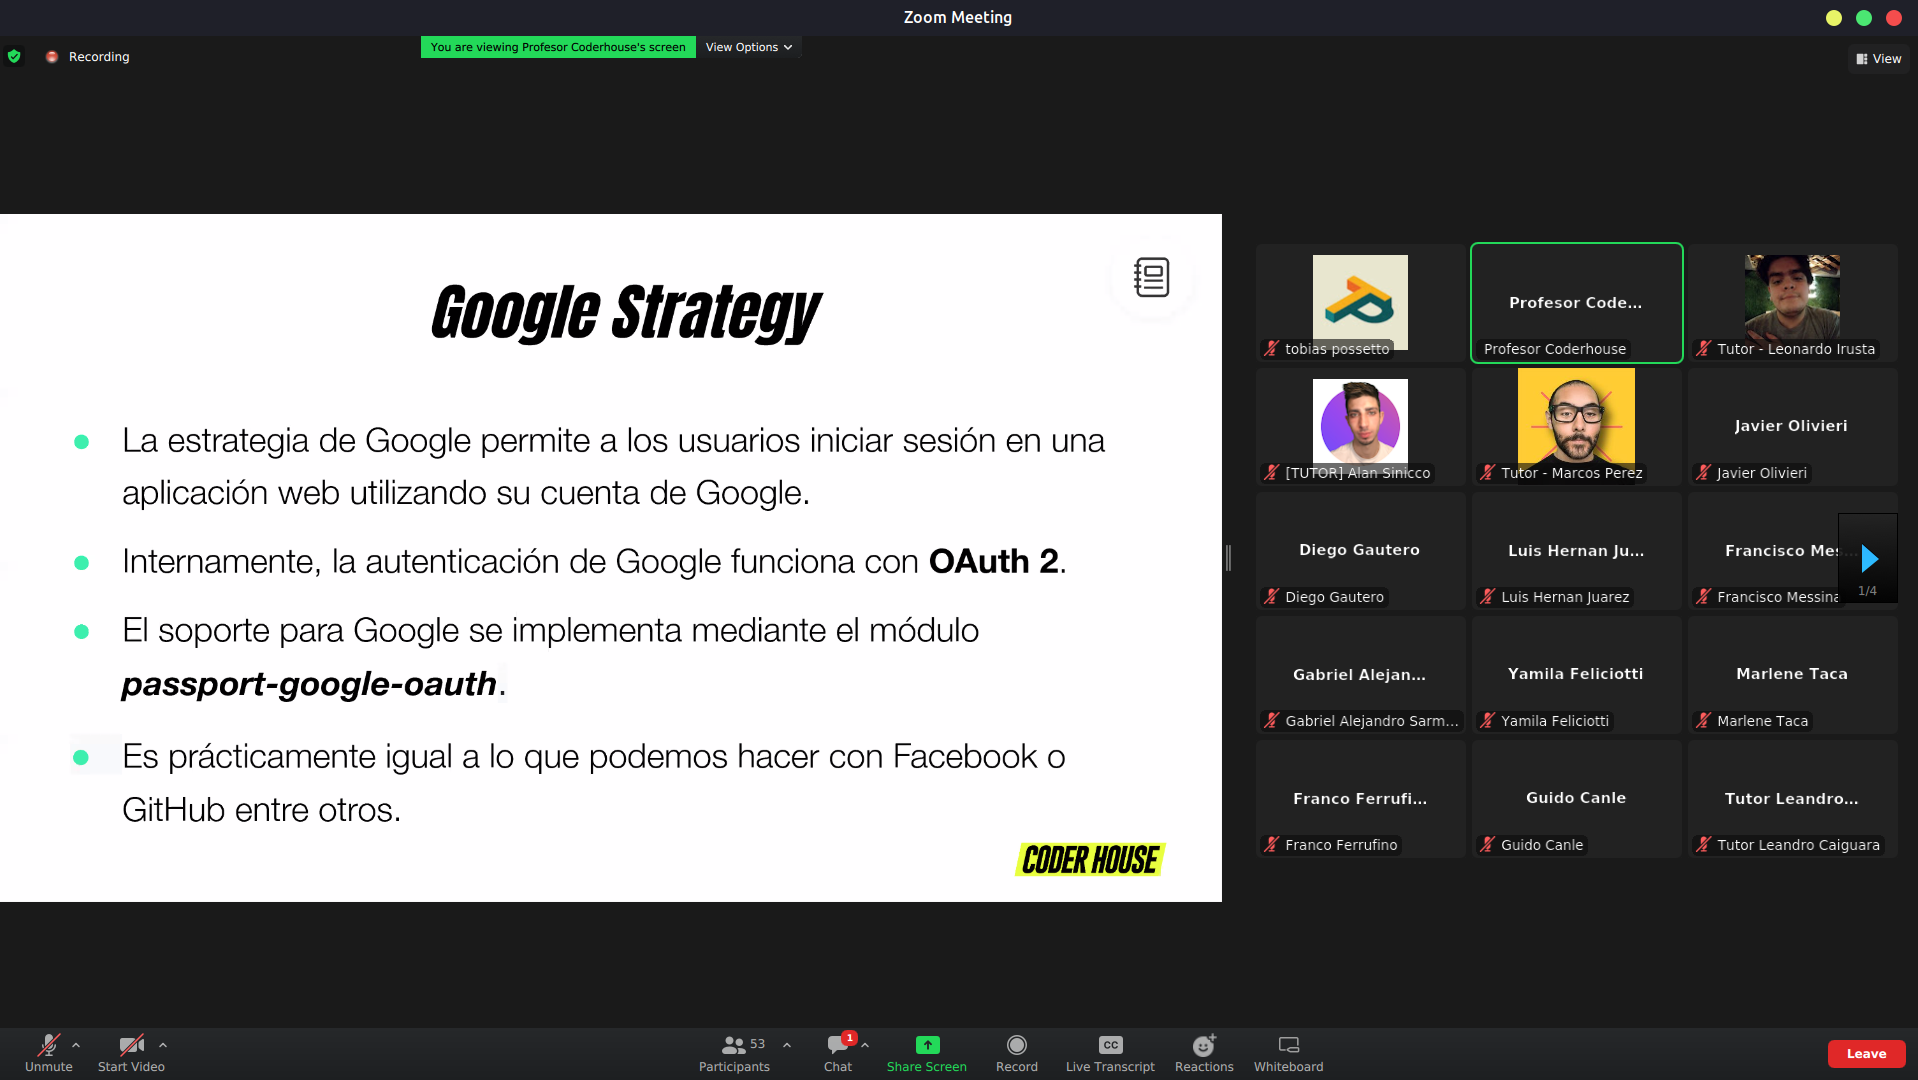 Zoom Meeting
Recording
You are viewing Profesor Coderhouse's screen
View Options
View
Google Strategy
La estrategia de Google permite a los usuarios iniciar sesión en una
aplicación web utilizando su cuenta de Google.
Internamente, la autenticación de Google funciona con OAuth 2.
El soporte para Google se implementa mediante el módulo
passport-google-oauth.
Es prácticamente igual a lo que podemos hacer con Facebook o
GitHub entre otros.
CODER HOUSE
tobias possetto
Profesor Code...
Profesor Coderhouse
Tutor - Leonardo Irusta
[TUTOR] Alan Sinicco
Tutor - Marcos Perez
Javier Olivieri
Javier Olivieri
Diego Gautero
Diego Gautero
Luis Hernan Ju...
Luis Hernan Juarez
Francisco Mes...
Francisco Messina
1/4
Gabriel Alejan...
Gabriel Alejandro Sarm...
Yamila Feliciotti
Yamila Feliciotti
Marlene Taca
Marlene Taca
Franco Ferrufi...
Franco Ferrufino
Guido Canle
Guido Canle
Tutor Leandro...
Tutor Leandro Caiguara
Unmute
Start Video
53
Participants
1
Chat
Share Screen
Record
CC
Live Transcript
Reactions
Whiteboard
Leave